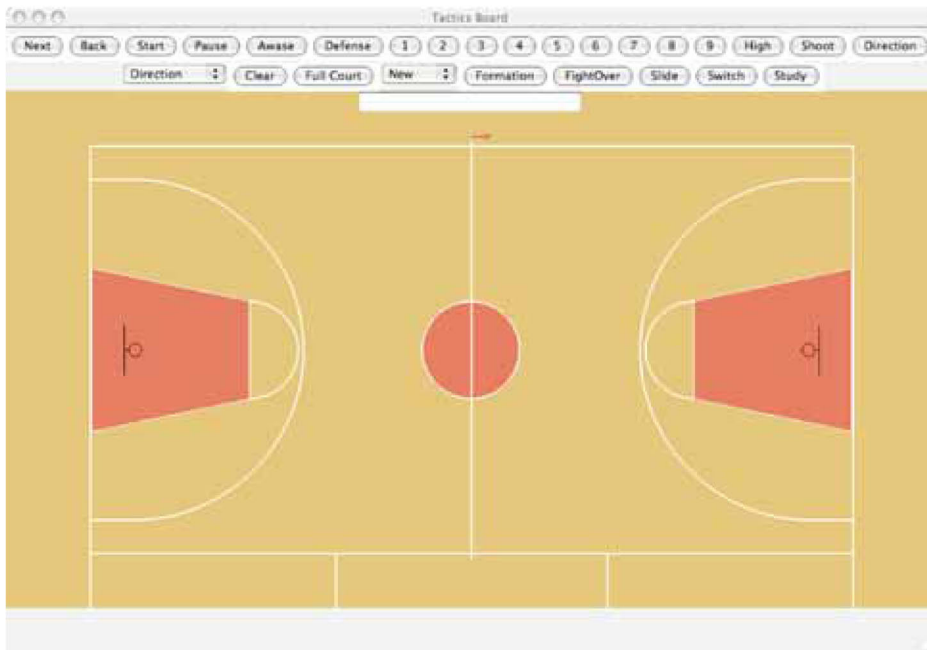 Tactics Board
Next Back Start Pause Awase Defense 1 2 3 4 5 6 7 8 9 High Shoot Direction
Direction Clear Full Court New Formation FightOver Slide Switch Study